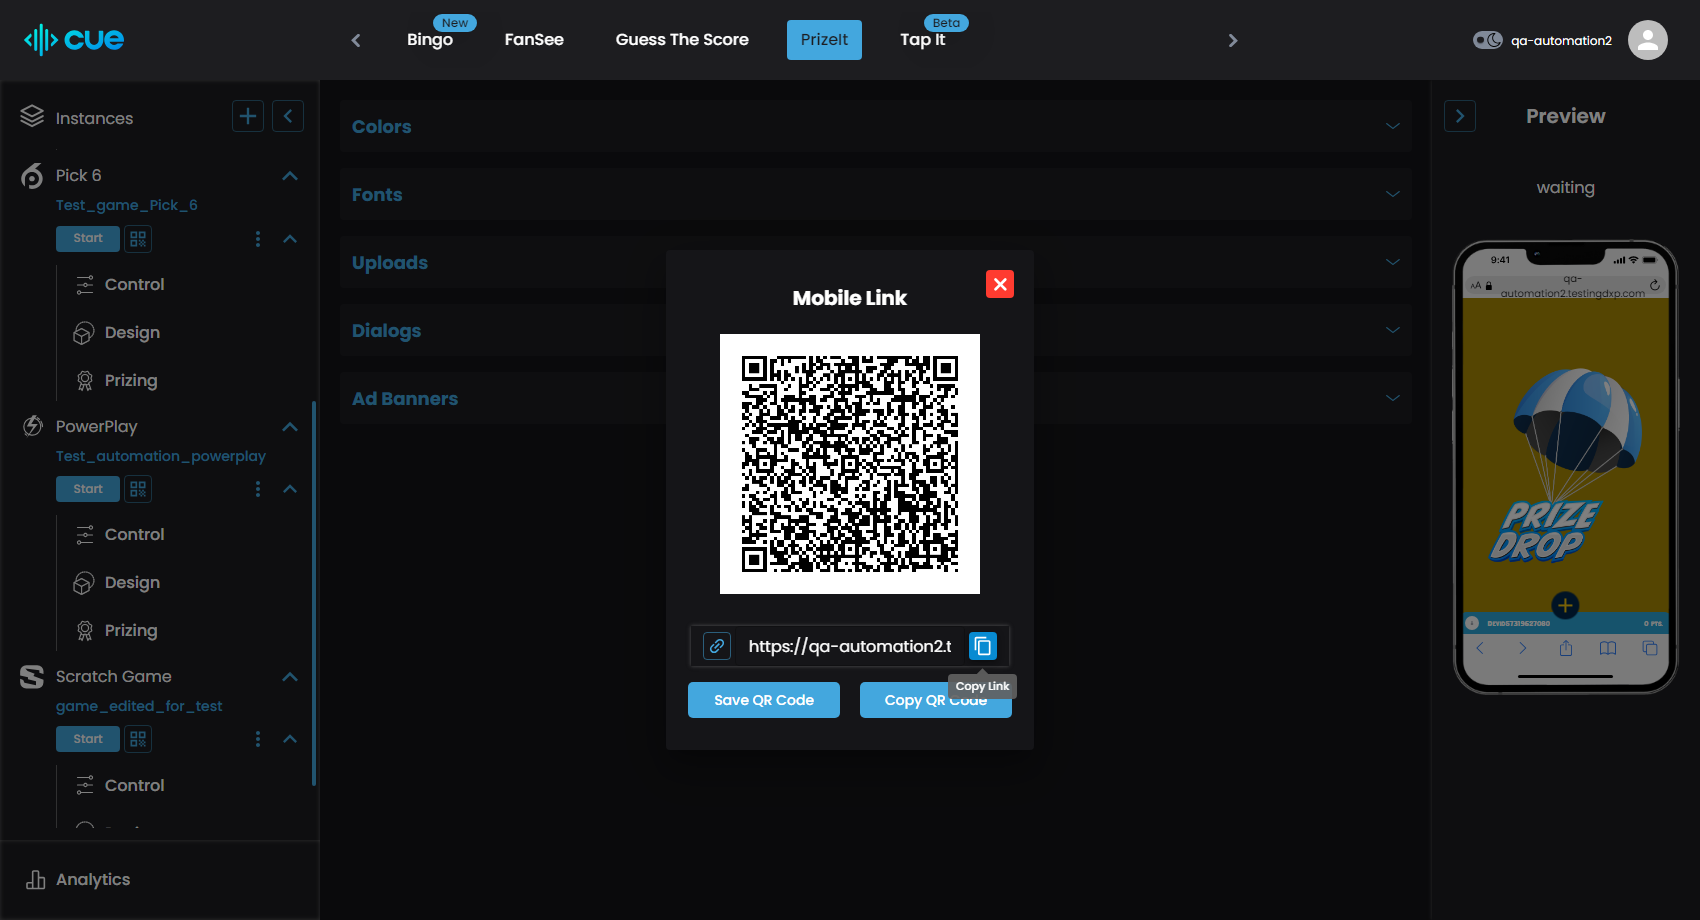 cue
Bingo
New
FanSee
Guess The Score
PrizeIt
Tap It
Beta
qa-automation2
Instances
Pick 6
Test_game_Pick_6
Start
Control
Design
Prizing
PowerPlay
Test_automation_powerplay
Start
Control
Design
Prizing
Scratch Game
game_edited_for_test
Start
Control
Analytics
Colors
Fonts
Uploads
Dialogs
Ad Banners
Mobile Link
https://qa-automation2.t
Copy Link
Save QR Code
Copy QR Code
Preview
waiting
9:41
AA
qa-
automation2.testingdxp.com
PRIZE
DROP
0 PTS.